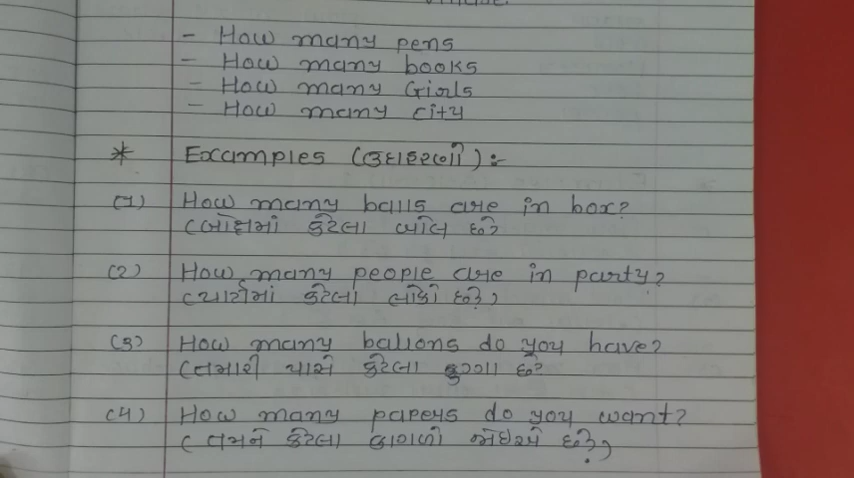 - How many pens
- How many books
- How many Girls
- How many city
* Examples (ઉદાહરણો) :-
(1) How many balls are in box?
(બોક્ષમાં કેટલા બોલ છે?
(2) How many people are in party?
(પાર્ટીમાં કેટલા લોકો છે?)
(3) How many ballons do you have?
(તમારી પાસે કેટલા ફુગ્ગા છે?
(4) How many papers do you want?
(તમને કેટલા કાગળો જોઈએ છે?)